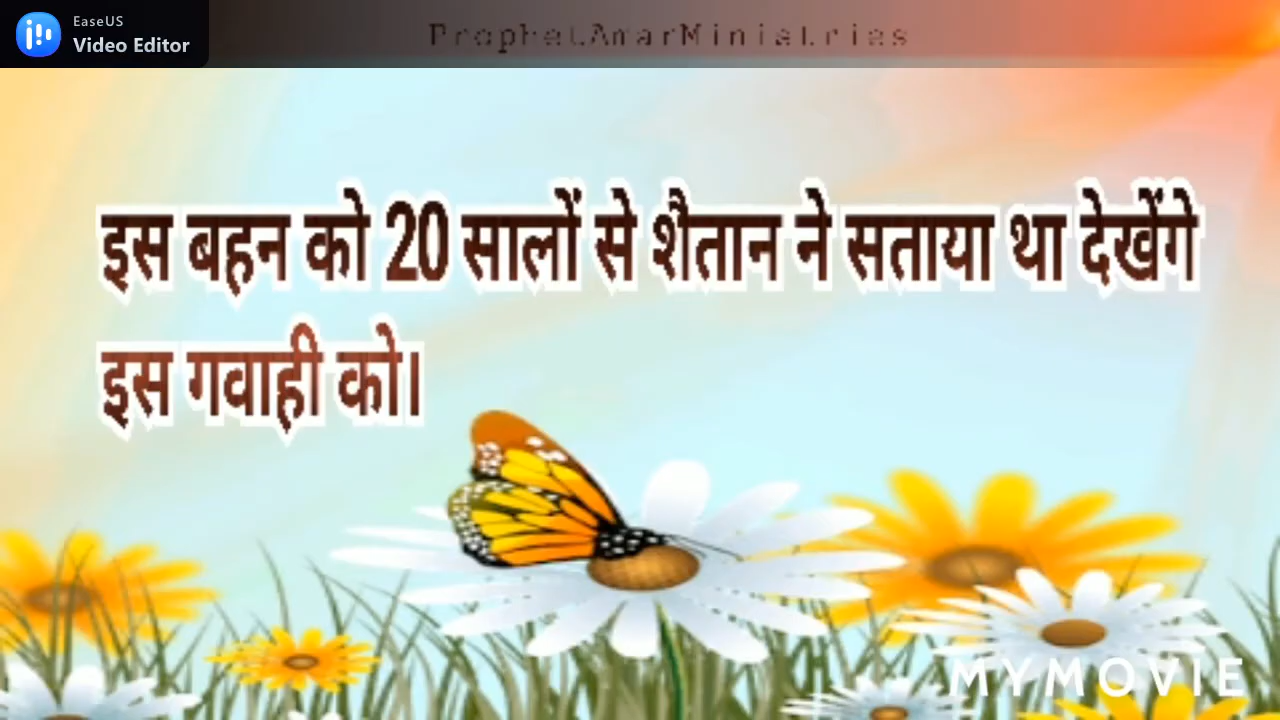 EaseUS
Video Editor
ProphetAmarMinistries
इस बहन को 20 सालों से शैतान ने सताया था देखेंगे
इस गवाही को।
MYMOVIE